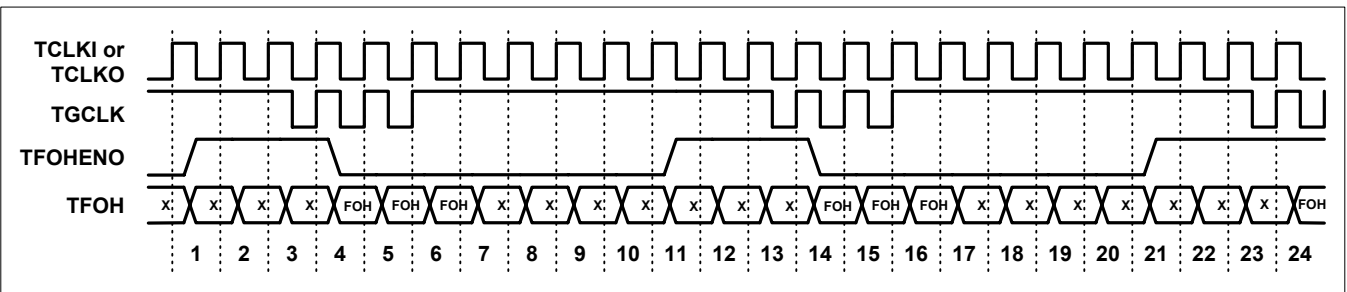 TCLKI or
TCLKO
TGCLK
TFOHENO
TFOH X X X X FOH FOH FOH X X X X X X FOH FOH FOH X X X X X X X FOH
1 2 3 4 5 6 7 8 9 10 11 12 13 14 15 16 17 18 19 20 21 22 23 24